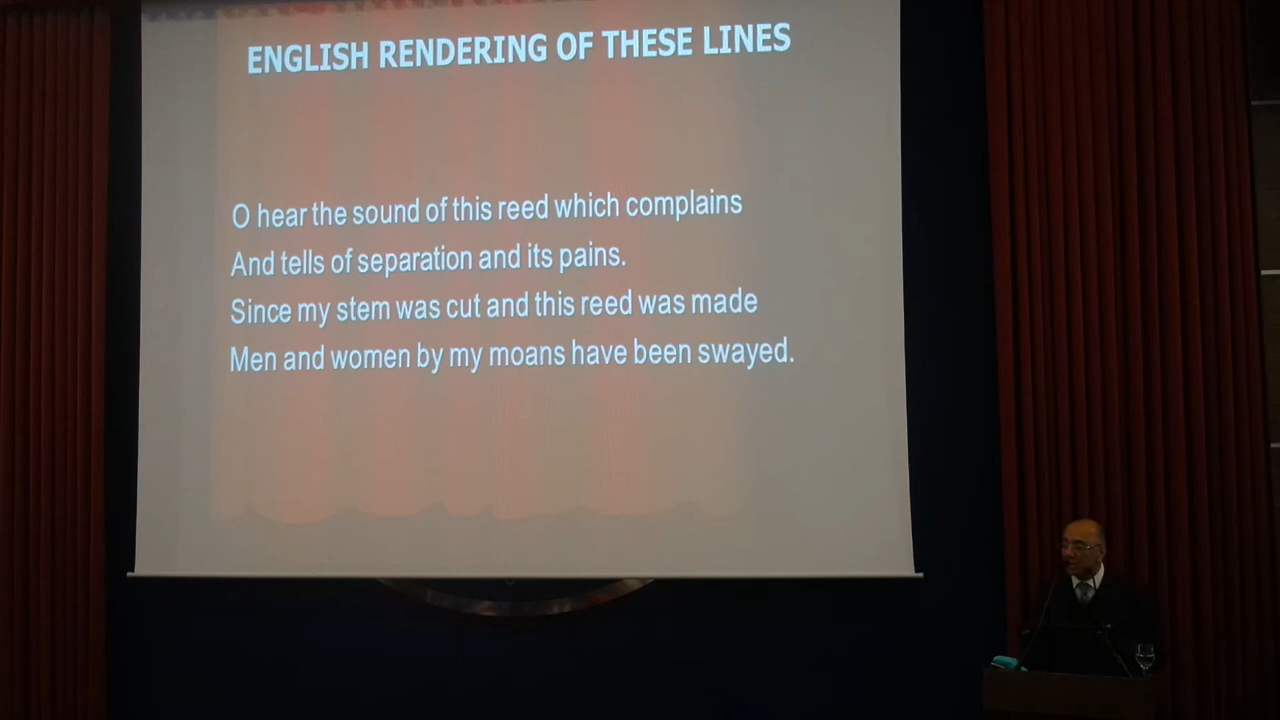 ENGLISH RENDERING OF THESE LINES
O hear the sound of this reed which complains
And tells of separation and its pains.
Since my stem was cut and this reed was made
Men and women by my moans have been swayed.